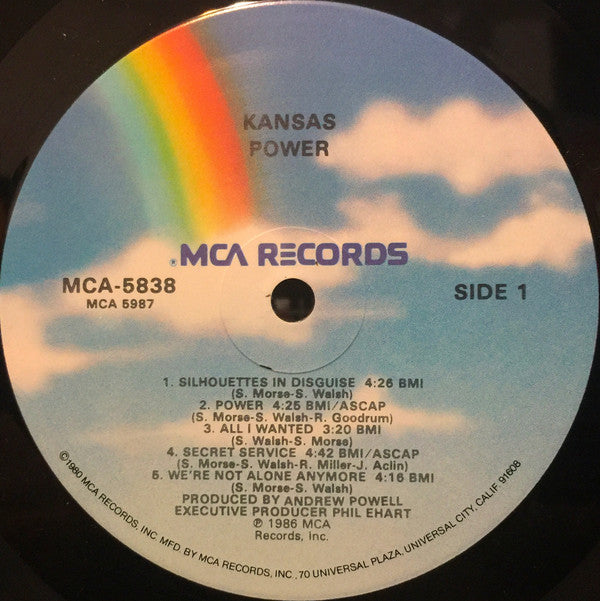 KANSAS
POWER
® MCA RECORDS
MCA-5838
MCA 5987
SIDE 1
1. SILHOUETTES IN DISGUISE 4:26 BMI
(S. Morse-S. Walsh)
2. POWER 4:25 BMI/ASCAP
(S. Morse-S. Walsh-R. Goodrum)
3. ALL I WANTED 3:20 BMI
(S. Walsh-S. Morse)
4. SECRET SERVICE 4:42 BMI/ASCAP
(S. Morse-S. Walsh-R. Miller-J. Aclin)
5. WE'RE NOT ALONE ANYMORE 4:16 BMI
(S. Morse-S. Walsh)
PRODUCED BY ANDREW POWELL
EXECUTIVE PRODUCER PHIL EHART
℗ 1986 MCA
Records, Inc.
©1980 MCA RECORDS, INC. MFD. BY MCA RECORDS, INC., 70 UNIVERSAL PLAZA, UNIVERSAL CITY, CALIF. 91608